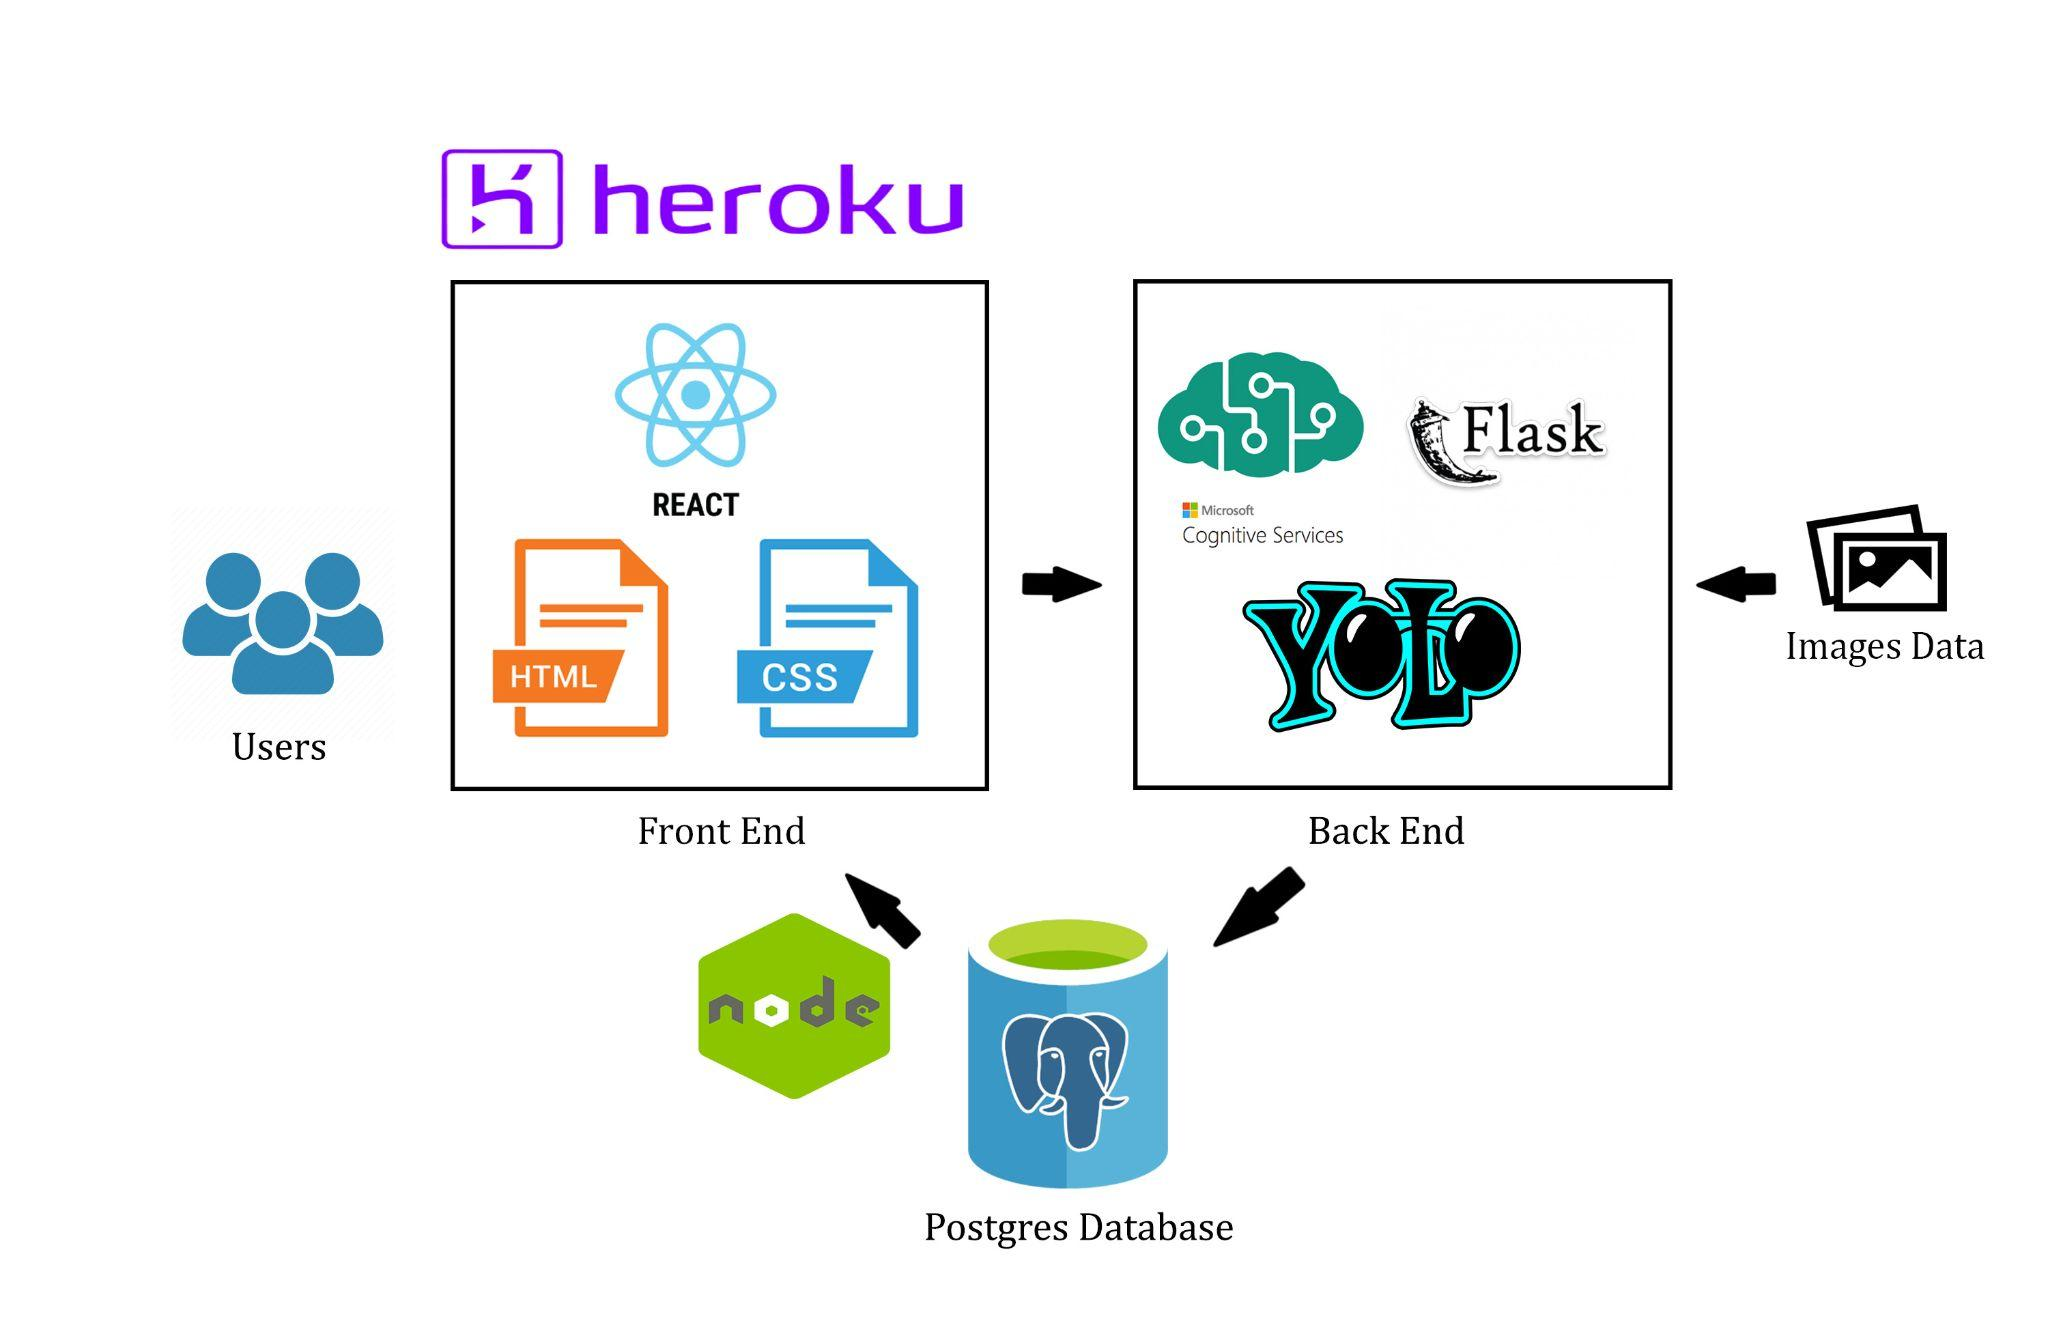 heroku
REACT
HTML
CSS
Flask
Microsoft
Cognitive Services
YOLO
Users
Images Data
Front End
Back End
node
Postgres Database